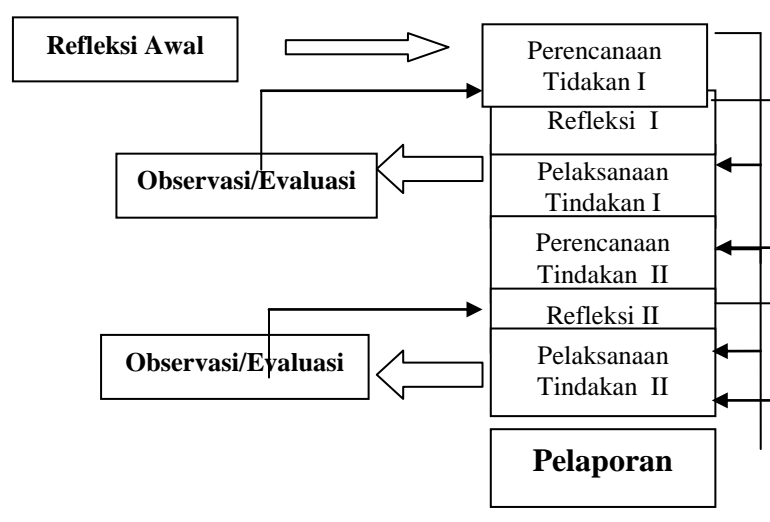 Refleksi Awal
Perencanaan
Tidakan I
Refleksi I
Observasi/Evaluasi
Pelaksanaan
Tindakan I
Perencanaan
Tindakan II
Refleksi II
Observasi/Evaluasi
Pelaksanaan
Tindakan II
Pelaporan